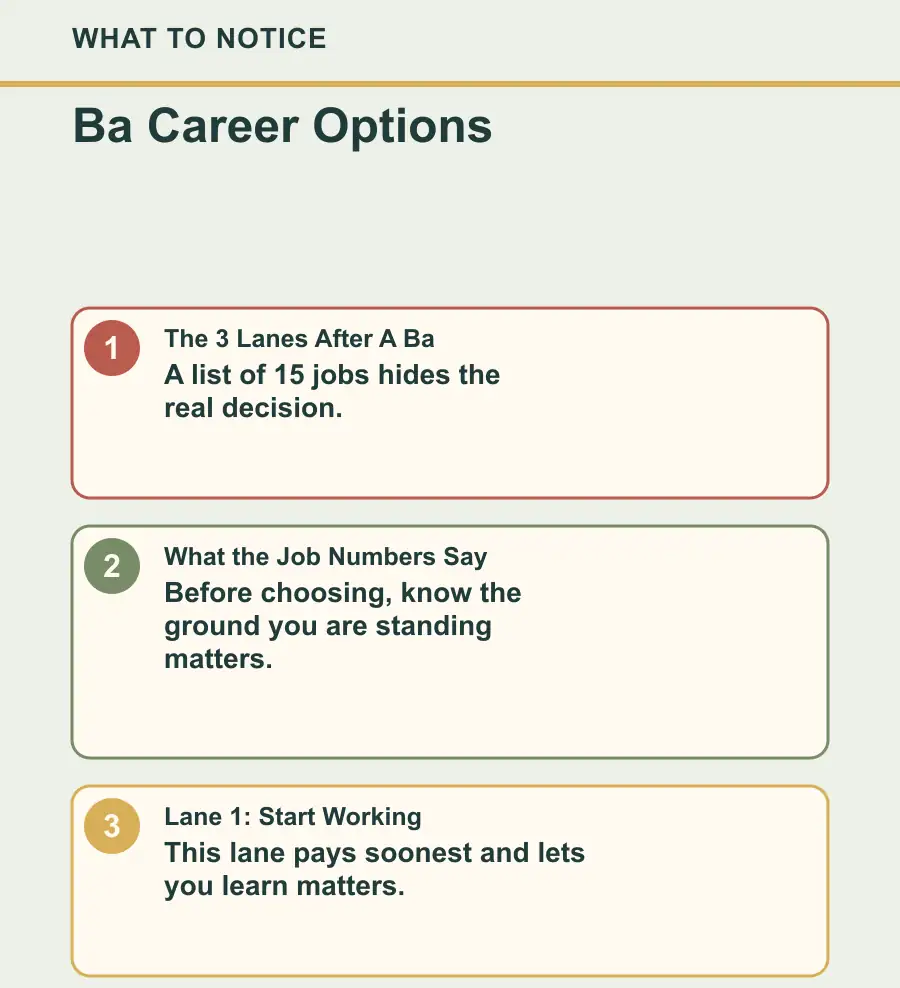 WHAT TO NOTICE
Ba Career Options
1
The 3 Lanes After A Ba
A list of 15 jobs hides the
real decision.
2
What the Job Numbers Say
Before choosing, know the
ground you are standing
matters.
3
Lane 1: Start Working
This lane pays soonest and lets
you learn matters.